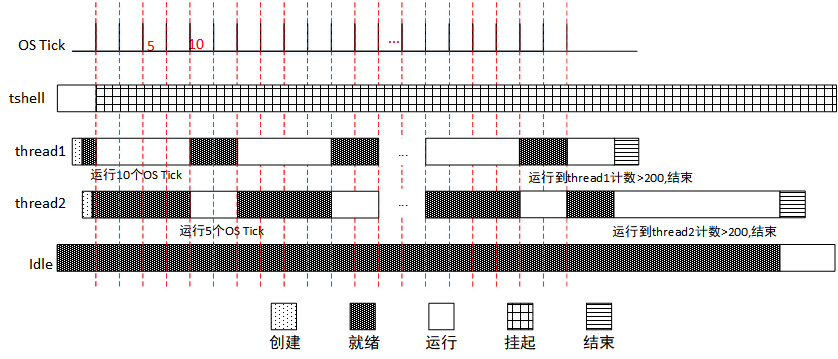 OS Tick
5
10
...
tshell
thread1
...
运行10个OS Tick
运行到thread1计数>200,结束
thread2
...
运行5个OS Tick
运行到thread2计数>200,结束
Idle
创建
就绪
运行
挂起
结束